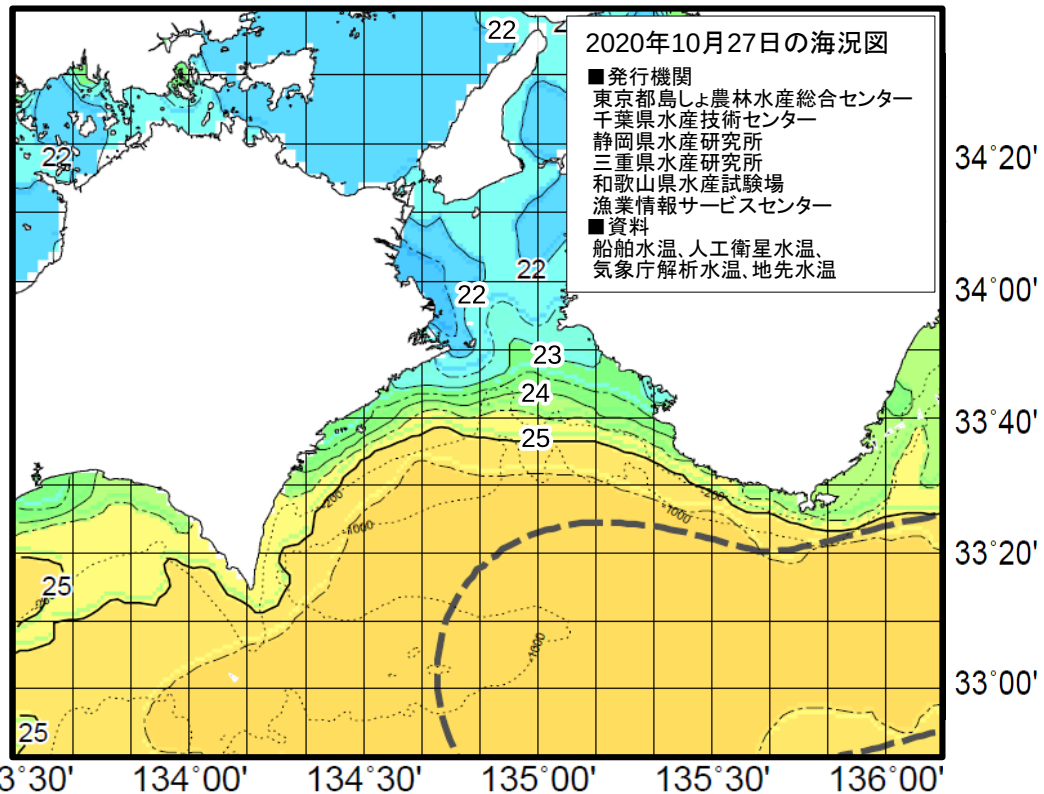 2020年10月27日の海況図
■発行機関
東京都島しょ農林水産総合センター
千葉県水産技術センター
静岡県水産研究所
三重県水産研究所
和歌山県水産試験場
漁業情報サービスセンター
■資料
船舶水温、人工衛星水温、
気象庁解析水温、地先水温
22
22
22
22
23
24
25
25
25
200
1000
200
1000
1000
34°20'
34°00'
33°40'
33°20'
33°00'
3°30'
134°00'
134°30'
135°00'
135°30'
136°00'